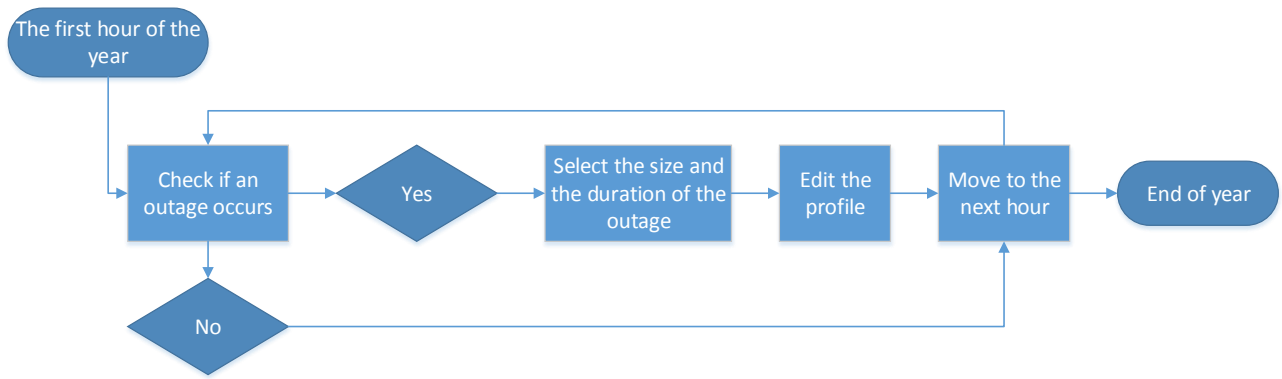 The first hour of the
year
Check if an
outage occurs
Yes
Select the size and
the duration of the
outage
Edit the
profile
Move to the
next hour
End of year
No